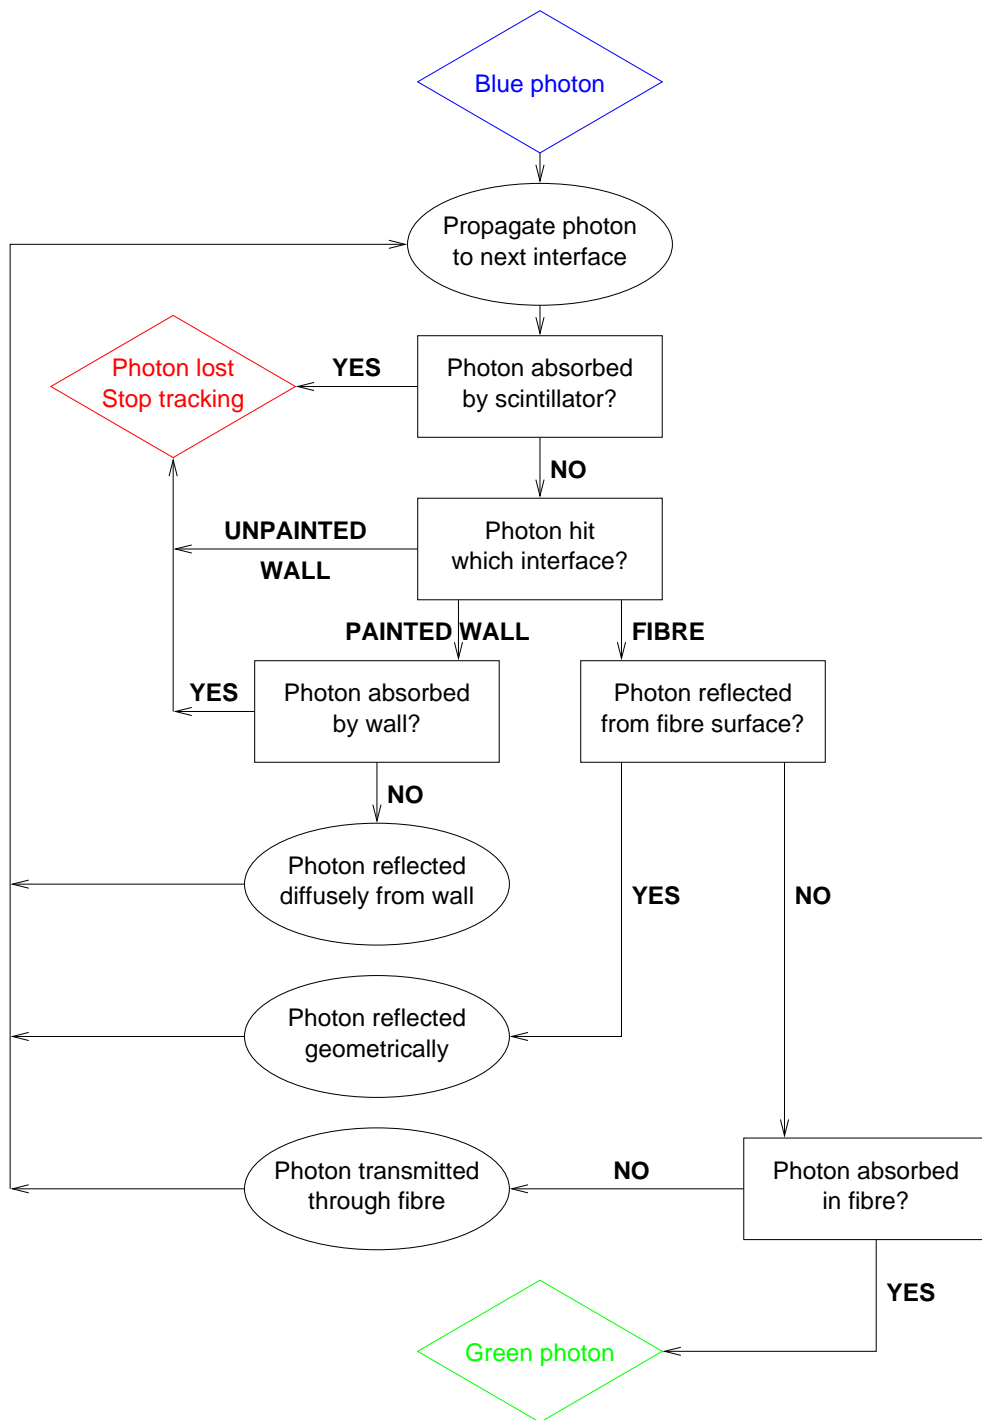 Blue photon
Propagate photon
to next interface
Photon lost
Stop tracking
YES
Photon absorbed
by scintillator?
NO
UNPAINTED
WALL
Photon hit
which interface?
PAINTED WALL
FIBRE
YES
Photon absorbed
by wall?
Photon reflected
from fibre surface?
NO
Photon reflected
diffusely from wall
YES
NO
Photon reflected
geometrically
Photon transmitted
through fibre
NO
Photon absorbed
in fibre?
YES
Green photon